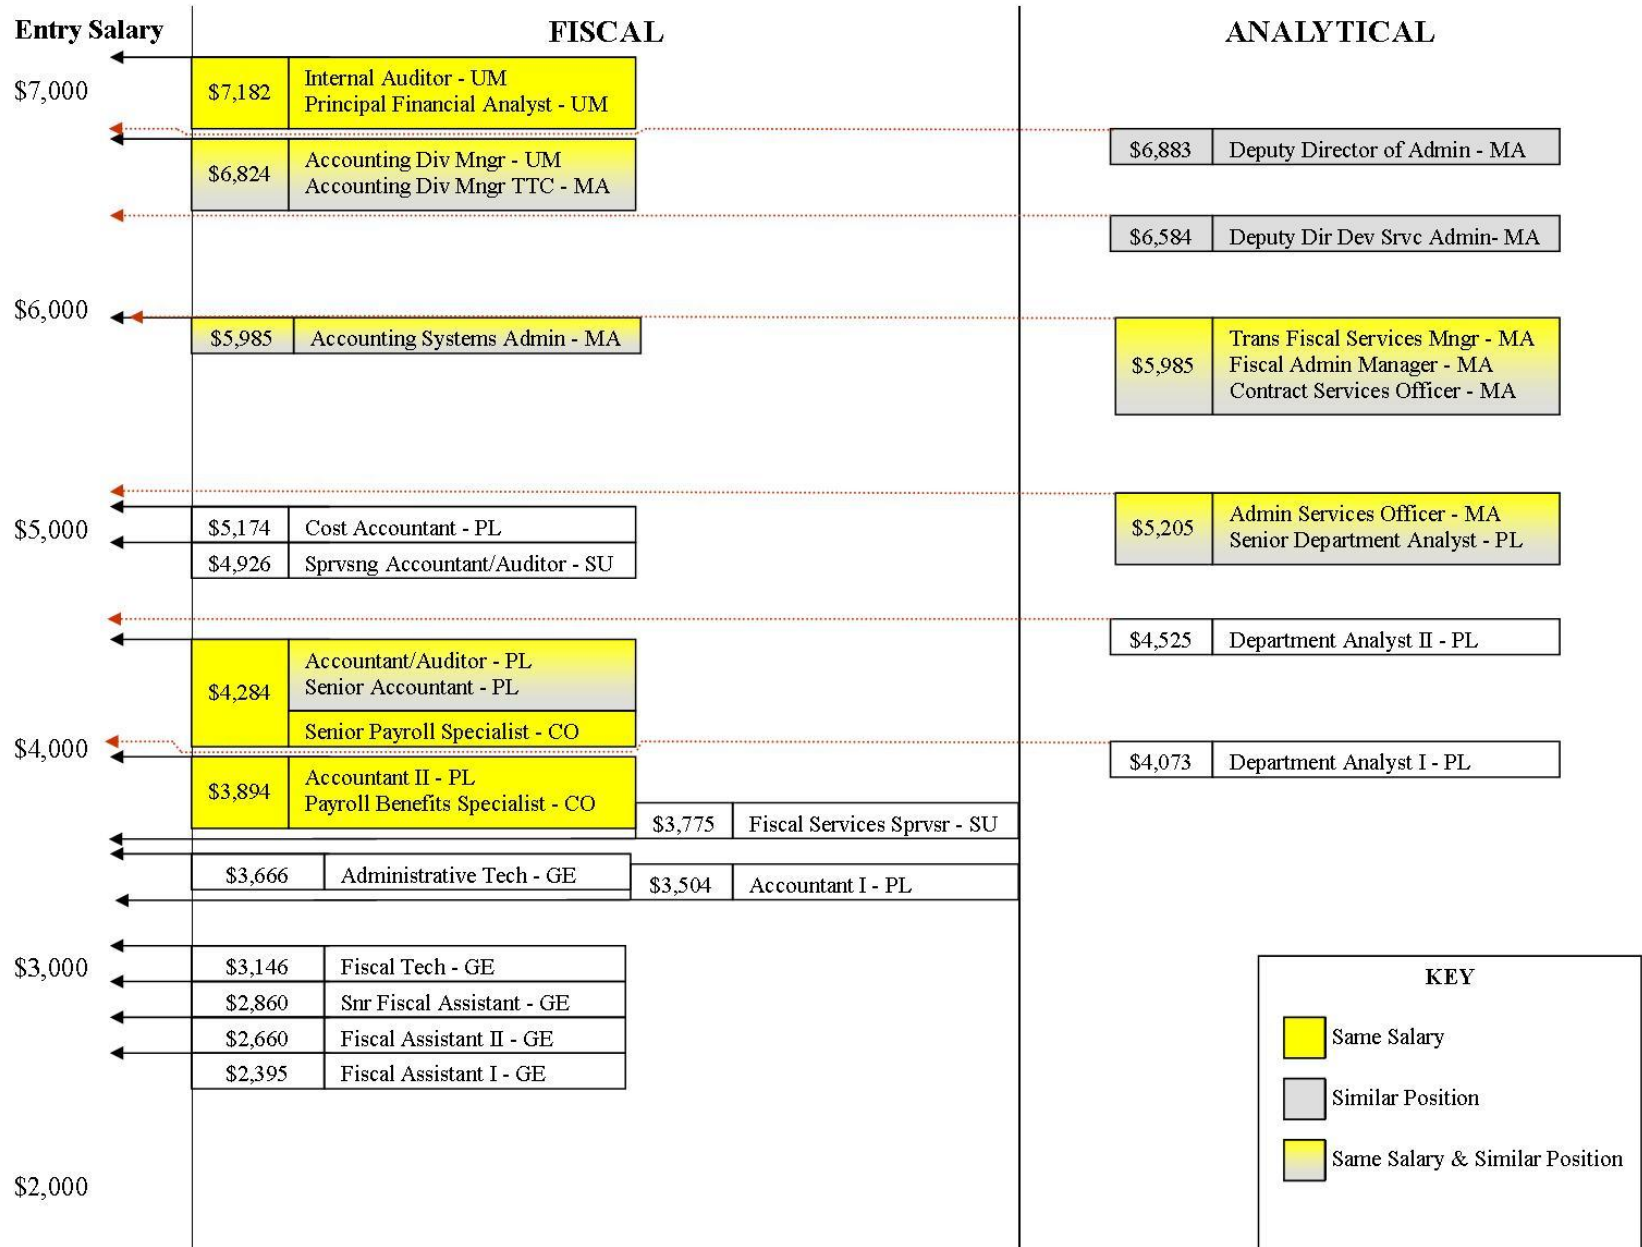 Entry Salary
FISCAL
ANALYTICAL
$7,000
$7,182
Internal Auditor - UM
Principal Financial Analyst - UM
$6,883
Deputy Director of Admin - MA
$6,824
Accounting Div Mngr - UM
Accounting Div Mngr TTC - MA
$6,584
Deputy Dir Dev Srvc Admin- MA
$6,000
$5,985
Accounting Systems Admin - MA
$5,985
Trans Fiscal Services Mngr - MA
Fiscal Admin Manager - MA
Contract Services Officer - MA
$5,000
$5,174
Cost Accountant - PL
$4,926
Sprvsng Accountant/Auditor - SU
$5,205
Admin Services Officer - MA
Senior Department Analyst - PL
$4,525
Department Analyst II - PL
$4,284
Accountant/Auditor - PL
Senior Accountant - PL
Senior Payroll Specialist - CO
$4,000
$4,073
Department Analyst I - PL
$3,894
Accountant II - PL
Payroll Benefits Specialist - CO
$3,775
Fiscal Services Sprvsr - SU
$3,666
Administrative Tech - GE
$3,504
Accountant I - PL
$3,000
$3,146
Fiscal Tech - GE
$2,860
Snr Fiscal Assistant - GE
$2,660
Fiscal Assistant II - GE
$2,395
Fiscal Assistant I - GE
$2,000
KEY
Same Salary
Similar Position
Same Salary & Similar Position